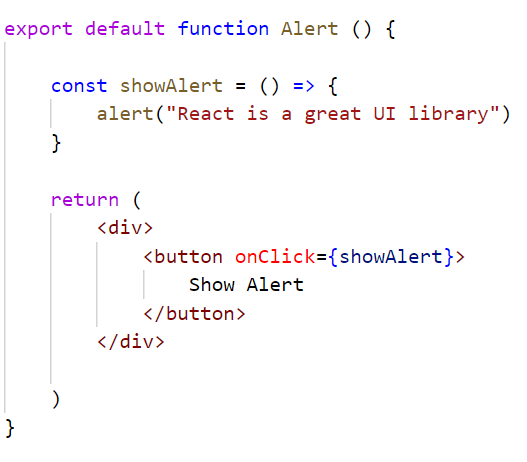 export default function Alert () {
const showAlert = () => {
alert("React is a great UI library")
}
return (
<div>
<button onClick={showAlert}>
Show Alert
</button>
</div>
)
}